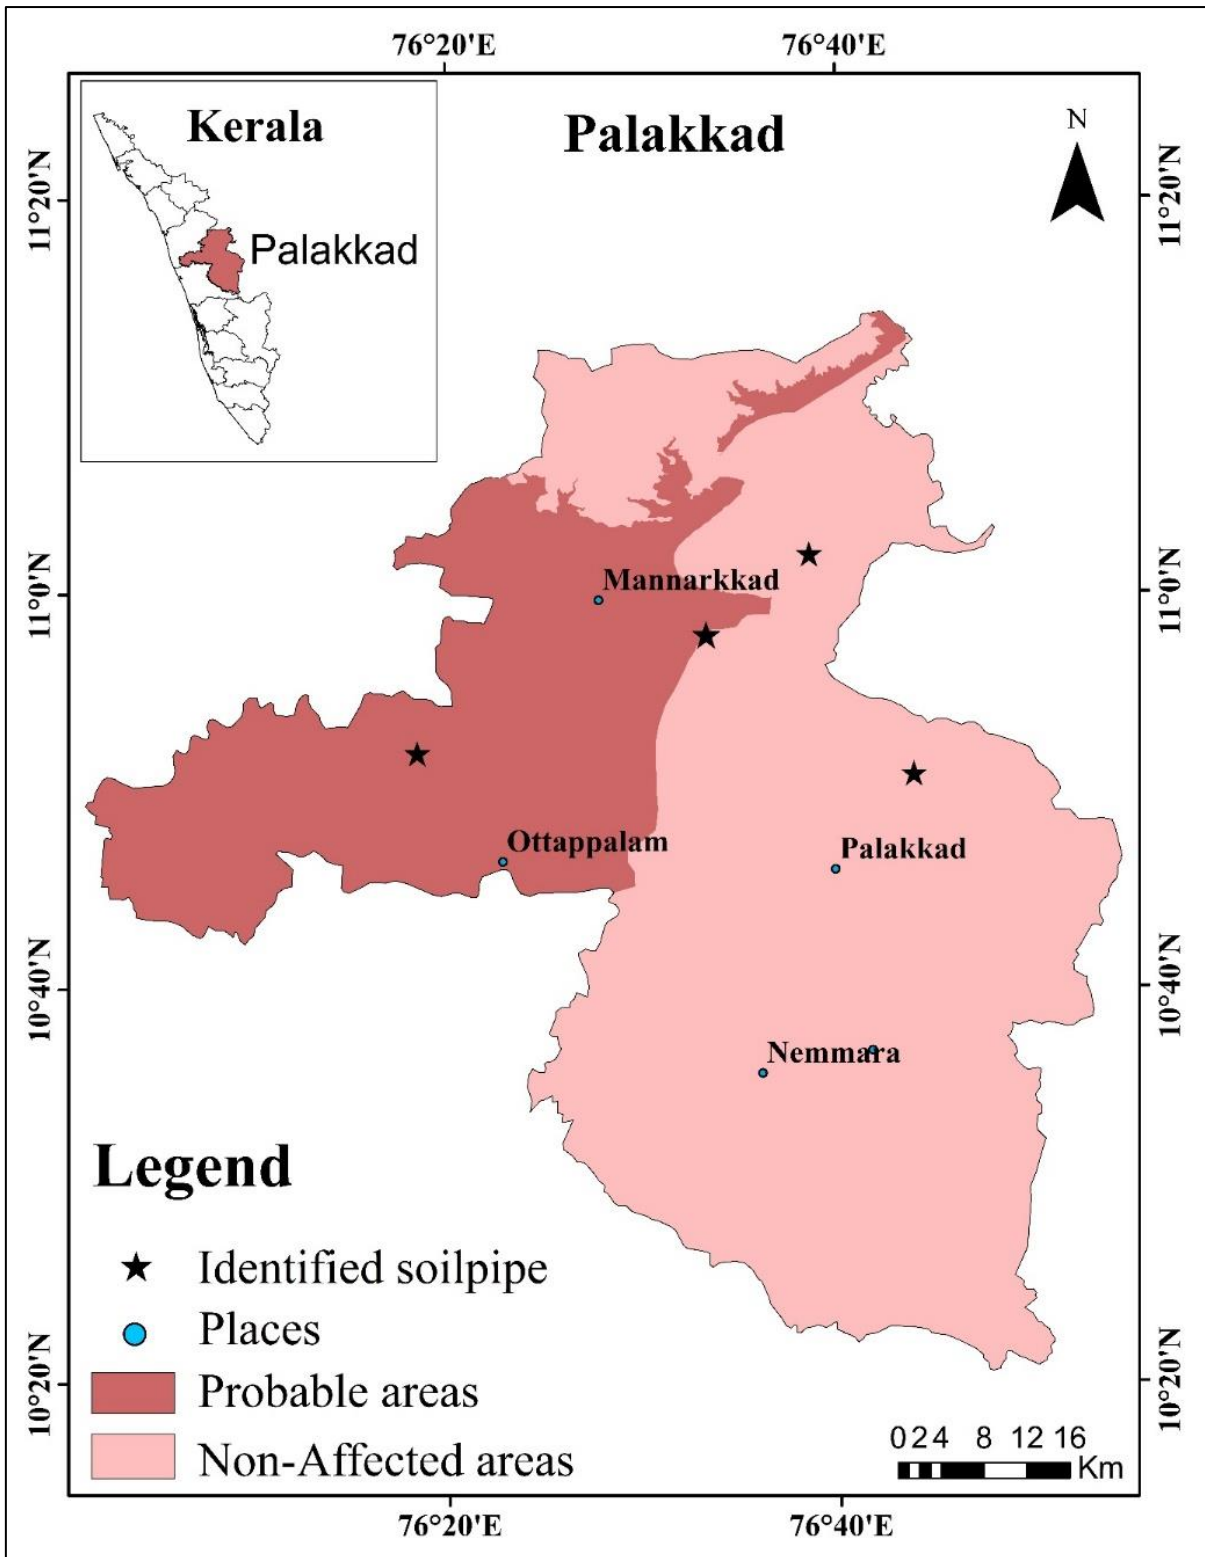 76°20'E 76°40'E
Kerala
Palakkad
Palakkad
N
11°20'N
11°20'N
Mannarkkad
11°0'N
11°0'N
Ottappalam
Palakkad
10°40'N
10°40'N
Nemmara
Legend
Identified soilpipe
Places
Probable areas
Non-Affected areas
10°20'N
10°20'N
0 2 4 8 12 16
Km
76°20'E 76°40'E